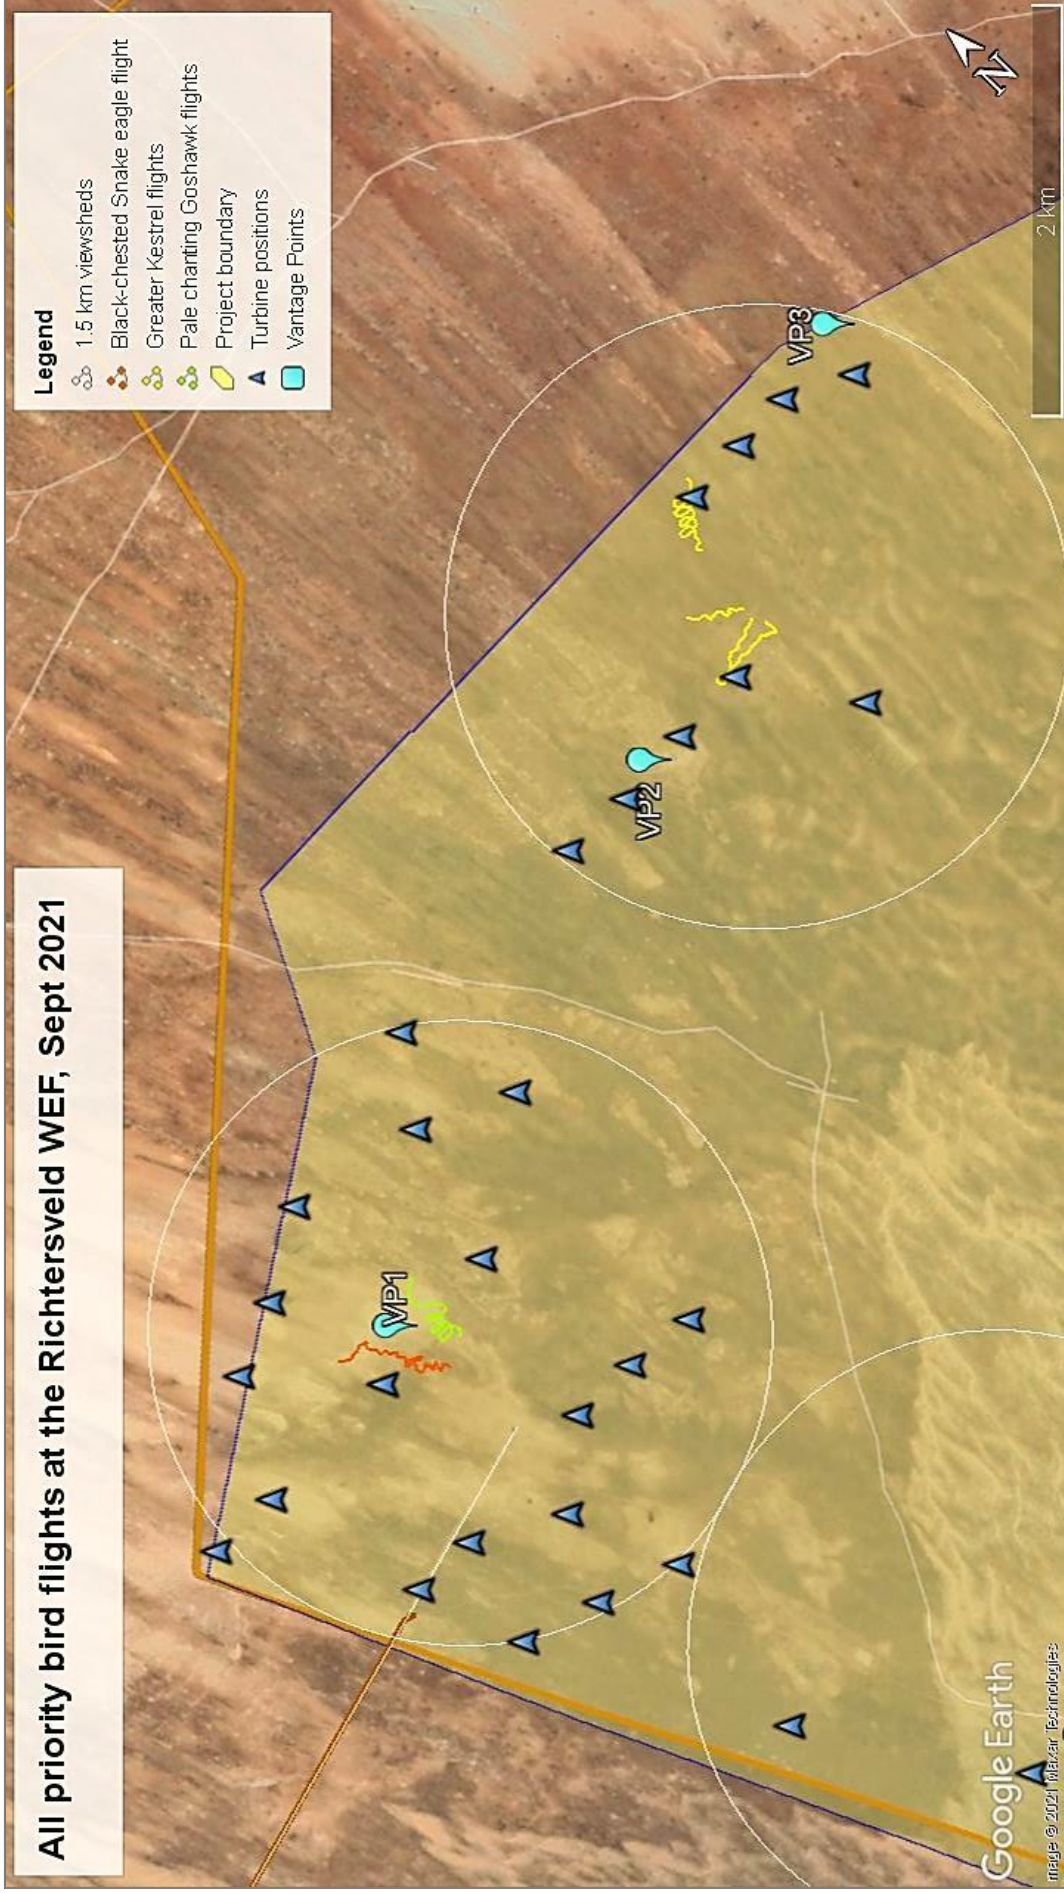 All priority bird flights at the Richtersveld WEF, Sept 2021
Legend
1.5 km viewsheds
Black-chested Snake eagle flight
Greater Kestrel flights
Pale chanting Goshawk flights
Project boundary
Turbine positions
Vantage Points
VP1
VP2
VP3
N
2 km
Google Earth
Image © 2021 Maxar Technologies